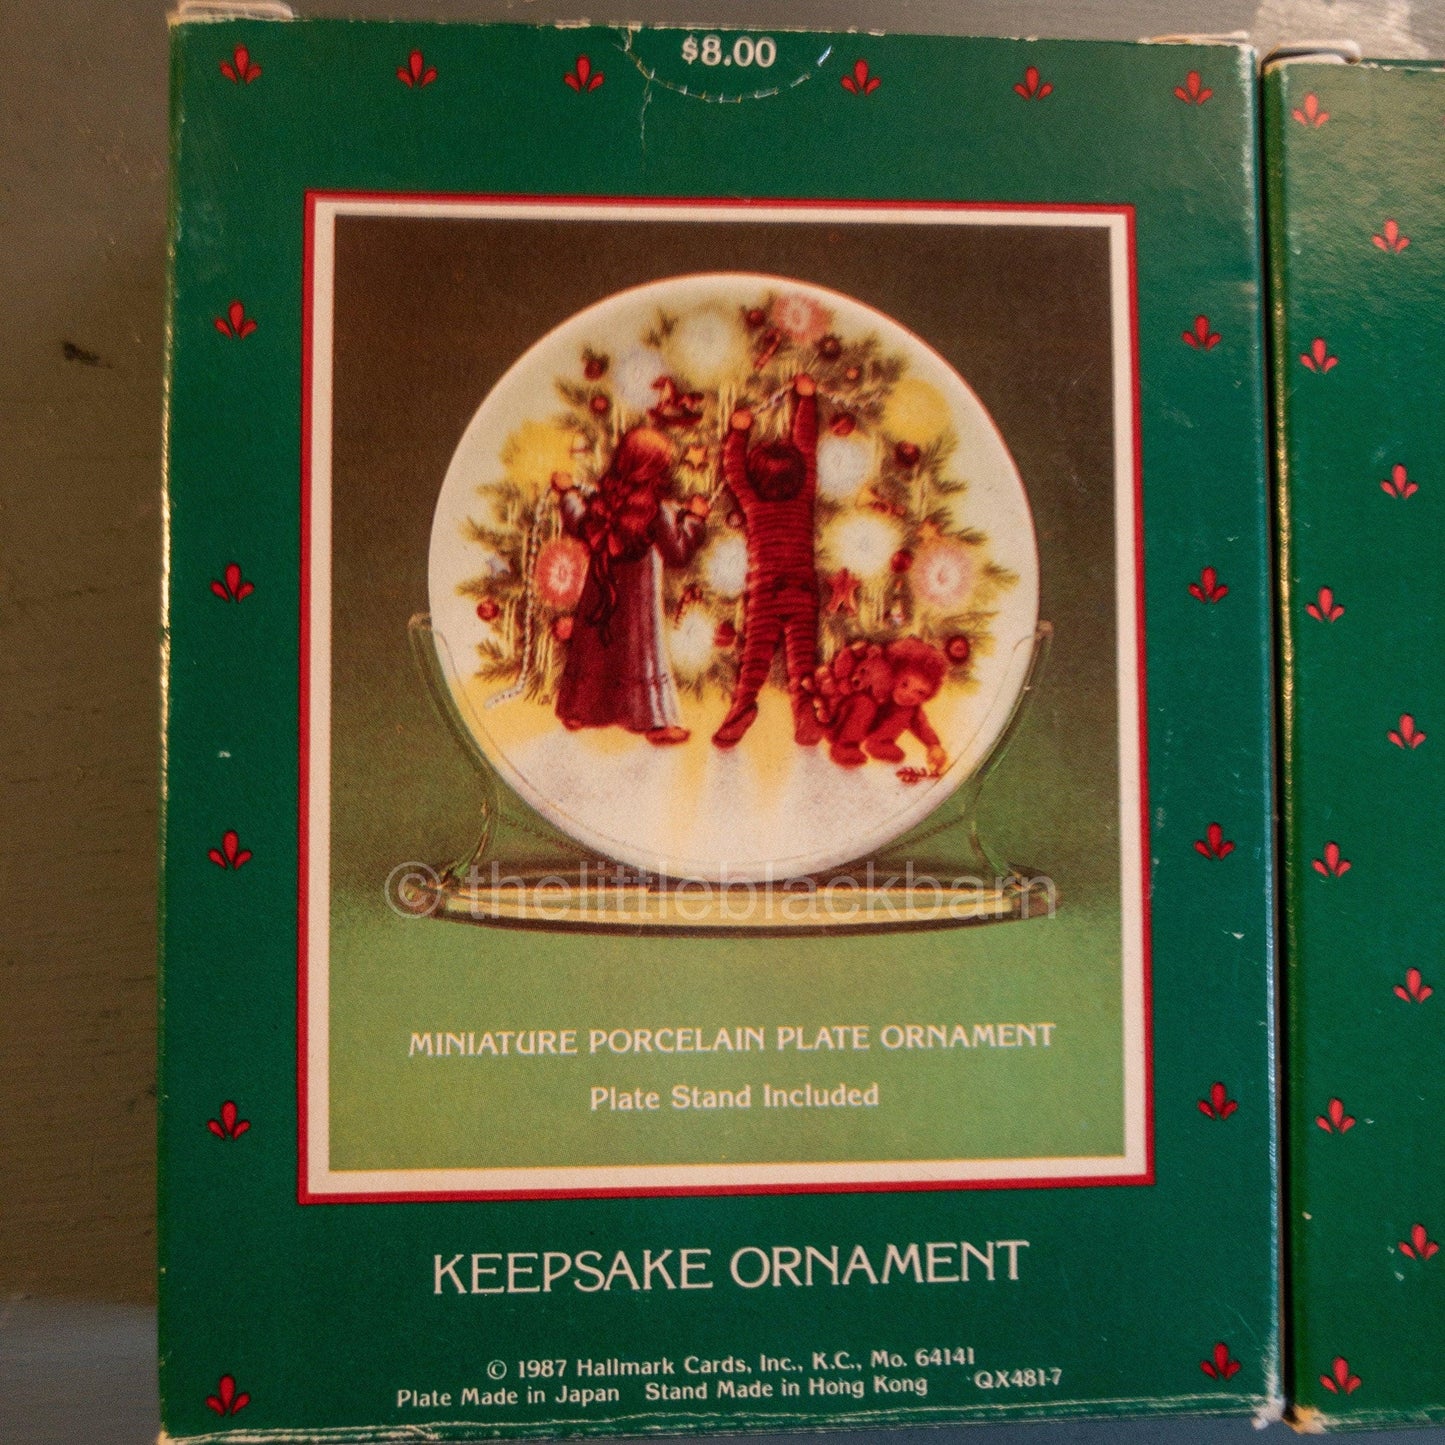 $8.00
© thelittleblackbarn
MINIATURE PORCELAIN PLATE ORNAMENT
Plate Stand Included
KEEPSAKE ORNAMENT
© 1987 Hallmark Cards, Inc., K.C., Mo. 64141
Plate Made in Japan Stand Made in Hong Kong QX481-7